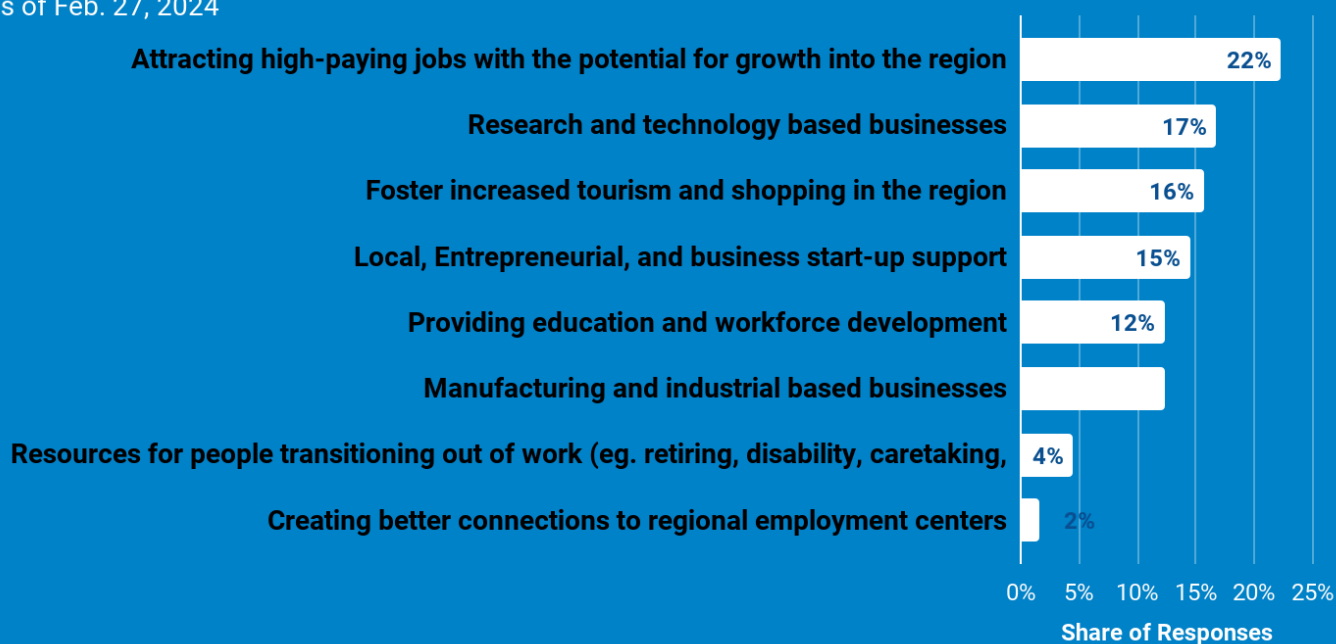 s of Feb. 27, 2024
Attracting high-paying jobs with the potential for growth into the region 22%
Research and technology based businesses 17%
Foster increased tourism and shopping in the region 16%
Local, Entrepreneurial, and business start-up support 15%
Providing education and workforce development 12%
Manufacturing and industrial based businesses
Resources for people transitioning out of work (eg. retiring, disability, caretaking, 4%
Creating better connections to regional employment centers 2%
0% 5% 10% 15% 20% 25%
Share of Responses